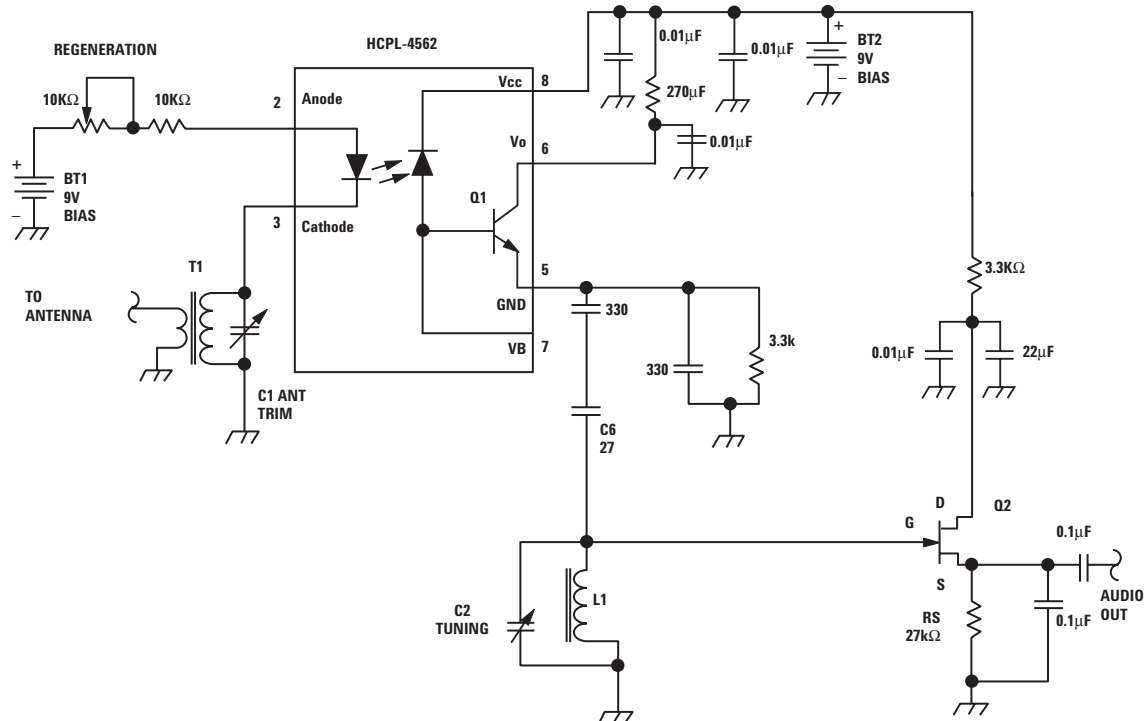 REGENERATION
10KΩ
10KΩ
+
BT1
9V
BIAS
−
TO
ANTENNA
T1
C1 ANT
TRIM
HCPL-4562
2
Anode
3
Cathode
Vcc
8
Vo
6
Q1
5
GND
VB
7
0.01µF
270µF
0.01µF
0.01µF
+
BT2
9V
− BIAS
330
330
3.3k
C6
27
C2
TUNING
L1
3.3KΩ
0.01µF
22µF
D
Q2
G
S
0.1µF
AUDIO
OUT
RS
27kΩ
0.1µF